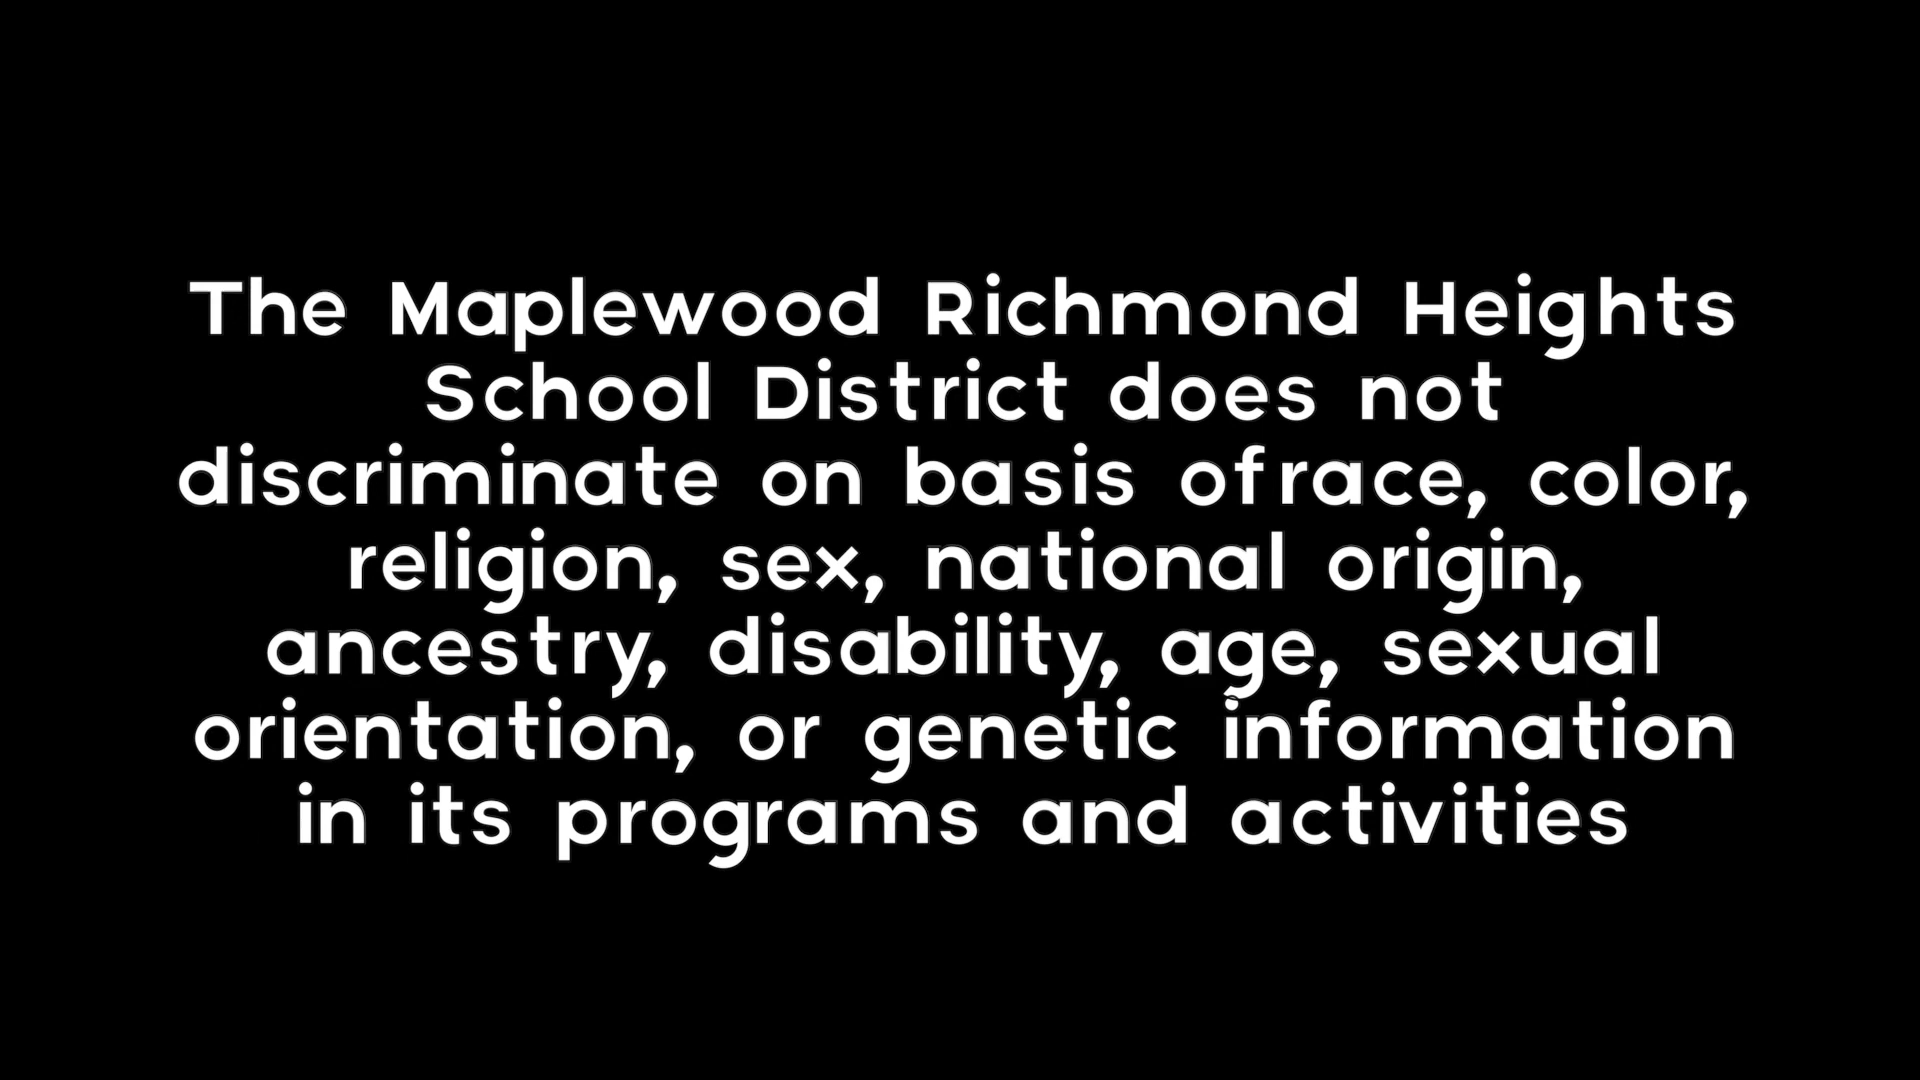 The Maplewood Richmond Heights
School District does not
discriminate on basis ofrace, color,
religion, sex, national origin,
ancestry, disability, age, sexual
orientation, or genetic information
in its programs and activities